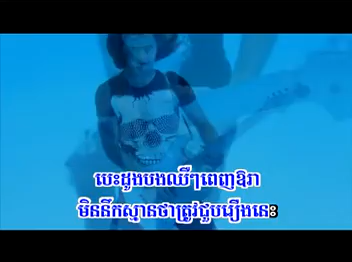 បេះដូងបងឈឺៗពេញឱរា
មិននឹកស្មានថាត្រូវជួបរឿងនេះ